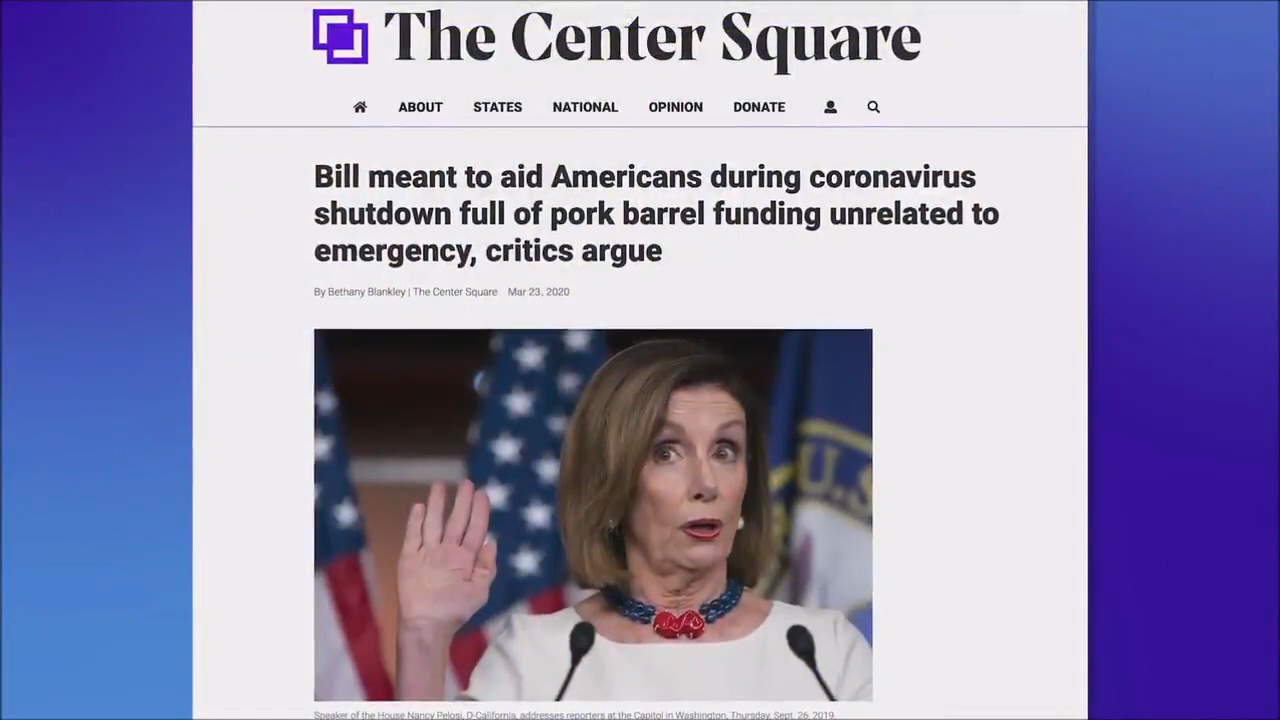 The Center Square
ABOUT STATES NATIONAL OPINION DONATE
Bill meant to aid Americans during coronavirus
shutdown full of pork barrel funding unrelated to
emergency, critics argue
By Bethany Blankley | The Center Square Mar 23, 2020
U.S
Speaker of the House Nancy Pelosi, D-California, addresses reporters at the Capitol in Washington, Thursday, Sept. 26, 2019.